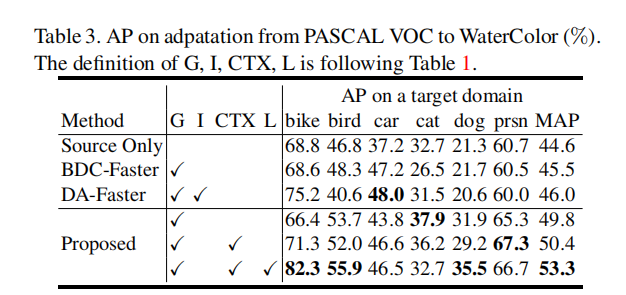 Table 3. AP on adpatation from PASCAL VOC to WaterColor (%).
The definition of G, I, CTX, L is following Table 1.
AP on a target domain
Method G I CTX L bike bird car cat dog prsn MAP
Source Only 68.8 46.8 37.2 32.7 21.3 60.7 44.6
BDC-Faster ✓ 68.6 48.3 47.2 26.5 21.7 60.5 45.5
DA-Faster ✓ ✓ 75.2 40.6 48.0 31.5 20.6 60.0 46.0
✓ 66.4 53.7 43.8 37.9 31.9 65.3 49.8
Proposed ✓ ✓ 71.3 52.0 46.6 36.2 29.2 67.3 50.4
✓ ✓ ✓ 82.3 55.9 46.5 32.7 35.5 66.7 53.3